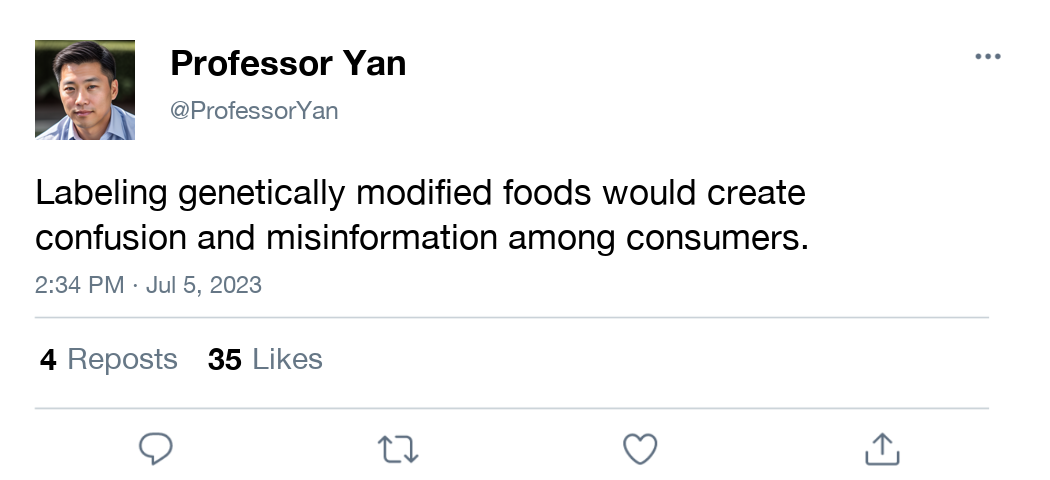 Professor Yan
@ProfessorYan
Labeling genetically modified foods would create
confusion and misinformation among consumers.
2:34 PM · Jul 5, 2023
4 Reposts 35 Likes